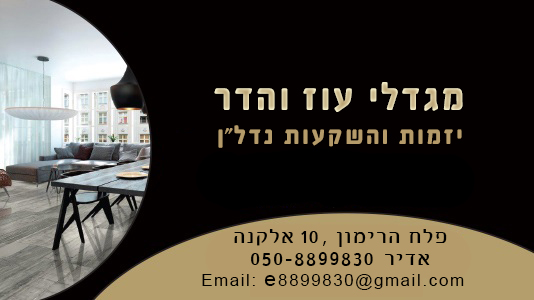 מגדלי עוז והדר
יזמות והשקעות נדל"ן
פלח הרימון 10, אלקנה
אדיר 050-8899830
Email: e8899830@gmail.com